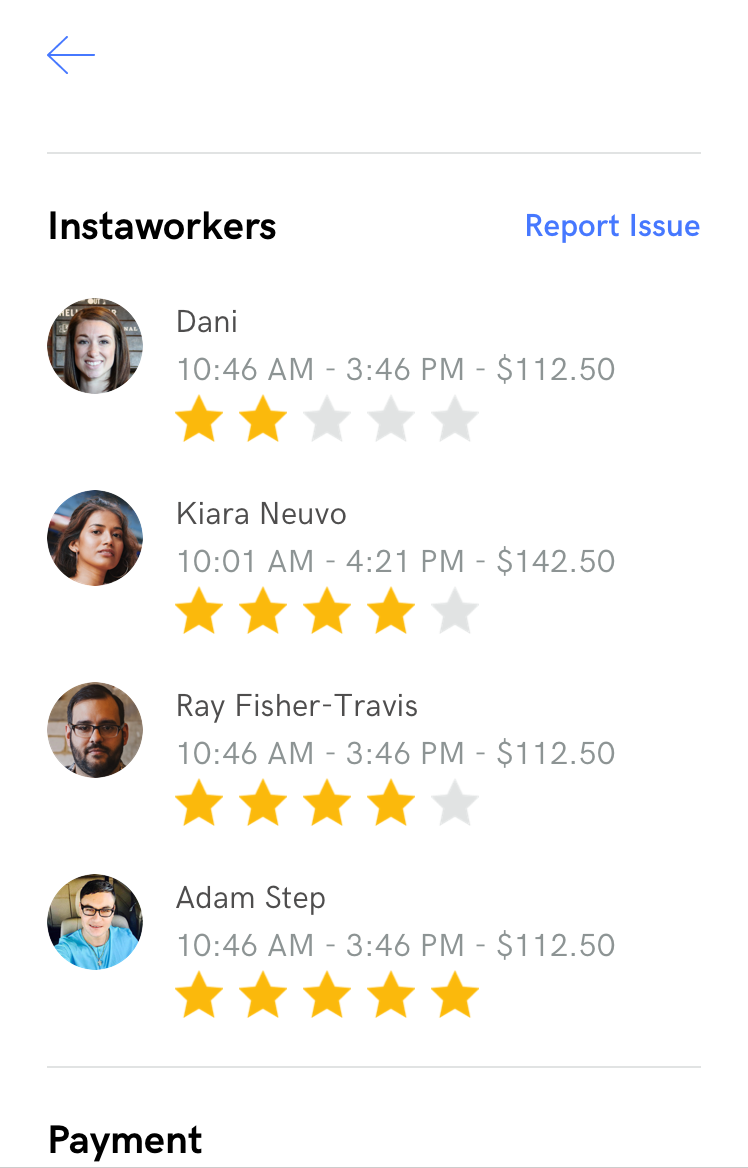 Instaworkers
Report Issue
Dani
10:46 AM - 3:46 PM - $112.50
Kiara Neuvo
10:01 AM - 4:21 PM - $142.50
Ray Fisher-Travis
10:46 AM - 3:46 PM - $112.50
Adam Step
10:46 AM - 3:46 PM - $112.50
Payment